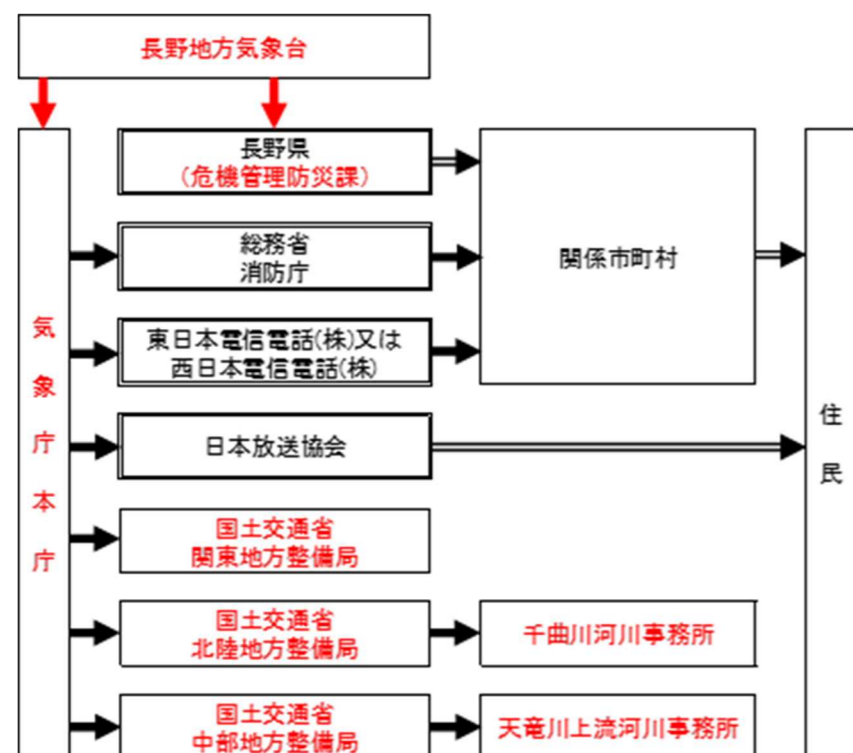 長野地方気象台
長野県
(危機管理防災課)
総務省
消防庁
関係市町村
東日本電信電話(株)又は
西日本電信電話(株)
気象庁本庁
日本放送協会
住民
国土交通省
関東地方整備局
国土交通省
北陸地方整備局
千曲川河川事務所
国土交通省
中部地方整備局
天竜川上流河川事務所